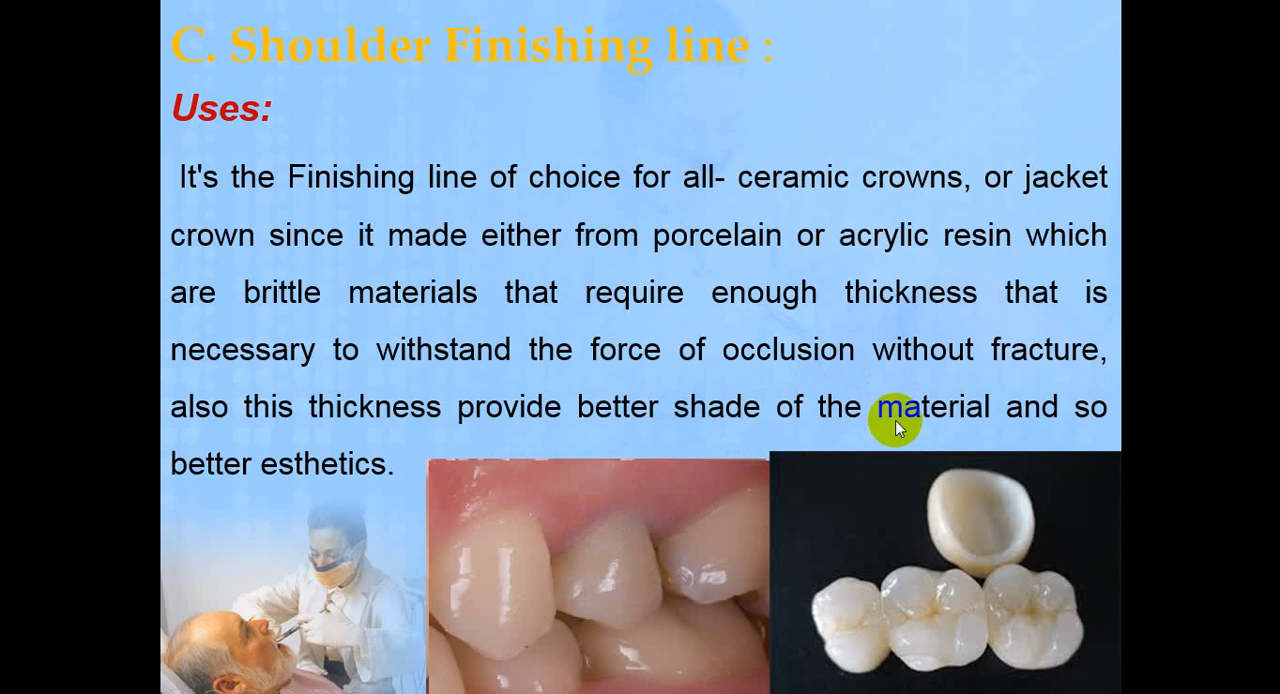 C. Shoulder Finishing line :
Uses:
It's the Finishing line of choice for all- ceramic crowns, or jacket
crown since it made either from porcelain or acrylic resin which
are brittle materials that require enough thickness that is
necessary to withstand the force of occlusion without fracture,
also this thickness provide better shade of the material and so
better esthetics.